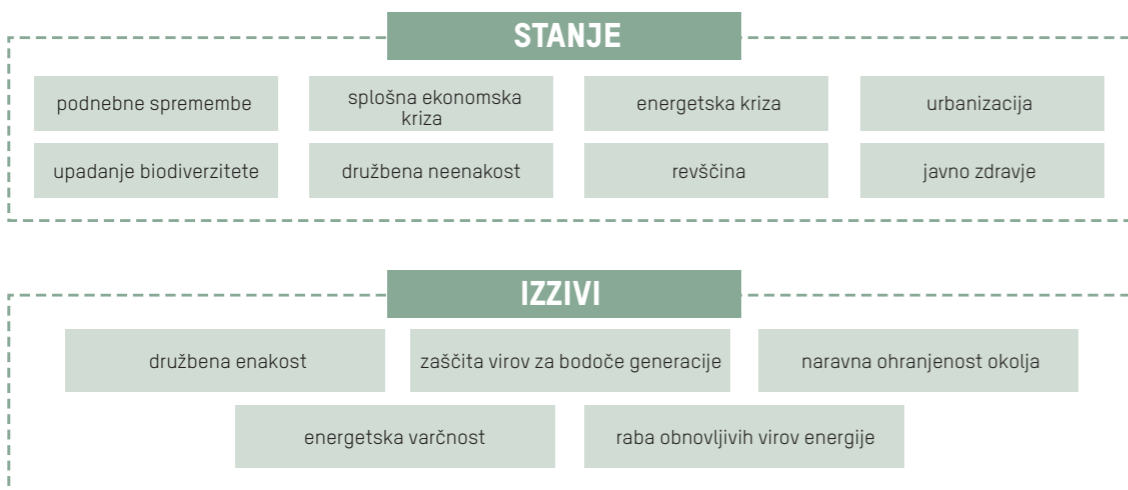 STANJE
podnebne spremembe
splošna ekonomska
kriza
energetska kriza
urbanizacija
upadanje biodiverzitete
družbena neenakost
revščina
javno zdravje
IZZIVI
družbena enakost
zaščita virov za bodoče generacije
naravna ohranjenost okolja
energetska varčnost
raba obnovljivih virov energije